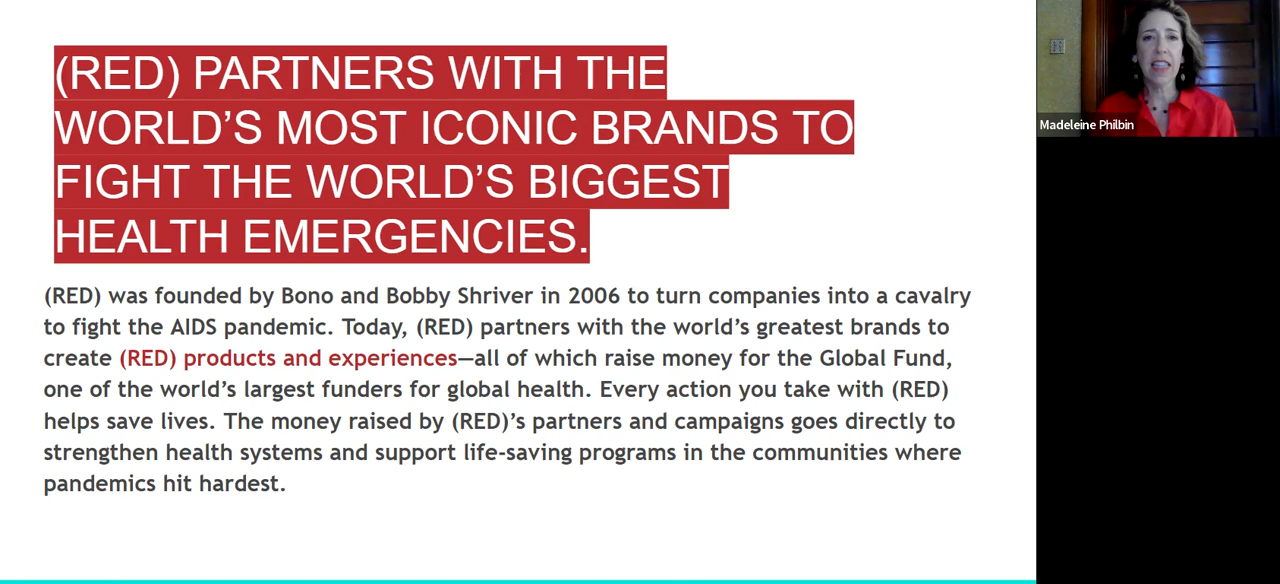 (RED) PARTNERS WITH THE
WORLD’S MOST ICONIC BRANDS TO
FIGHT THE WORLD’S BIGGEST
HEALTH EMERGENCIES.
(RED) was founded by Bono and Bobby Shriver in 2006 to turn companies into a cavalry
to fight the AIDS pandemic. Today, (RED) partners with the world’s greatest brands to
create (RED) products and experiences—all of which raise money for the Global Fund,
one of the world’s largest funders for global health. Every action you take with (RED)
helps save lives. The money raised by (RED)’s partners and campaigns goes directly to
strengthen health systems and support life-saving programs in the communities where
pandemics hit hardest.
Madeleine Philbin